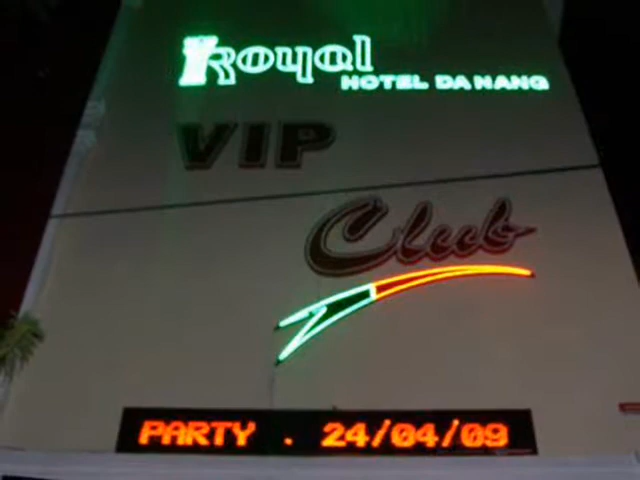 Royal
HOTEL DA NANG
VIP
Club
PARTY . 24/04/09